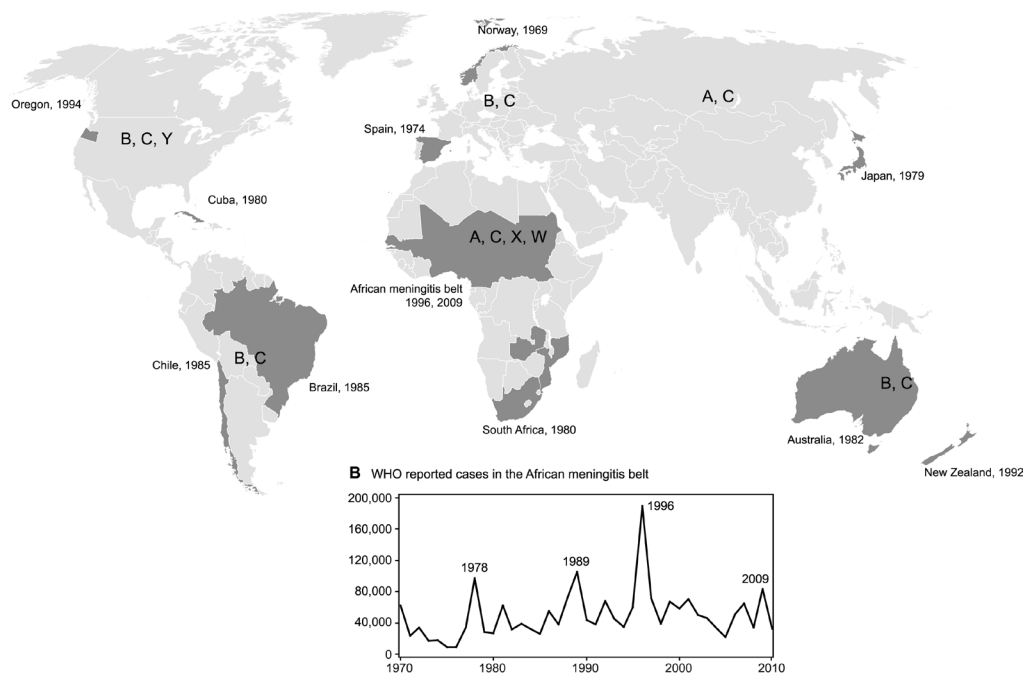 Norway, 1969
Oregon, 1994
B, C, Y
B, C
A, C
Spain, 1974
Japan, 1979
Cuba, 1980
A, C, X, W
African meningitis belt
1996, 2009
Chile, 1985
B, C
Brazil, 1985
B, C
South Africa, 1980
Australia, 1982
New Zealand, 1992
B WHO reported cases in the African meningitis belt
200,000
160,000
120,000
80,000
40,000
0
1978
1989
1996
2009
1970
1980
1990
2000
2010